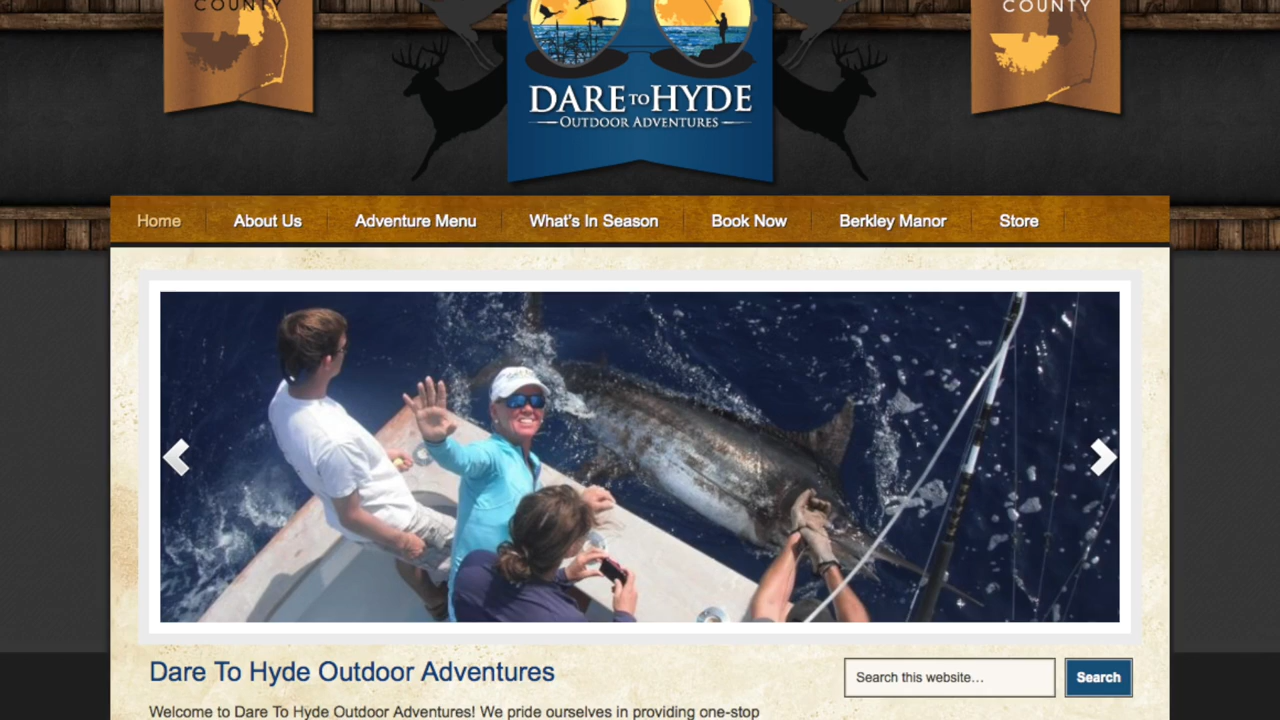 COUNTY
COUNTY
DARE TO HYDE
OUTDOOR ADVENTURES
Home
About Us
Adventure Menu
What's In Season
Book Now
Berkley Manor
Store
Dare To Hyde Outdoor Adventures
Search this website...
Search
Welcome to Dare To Hyde Outdoor Adventures! We pride ourselves in providing one-stop